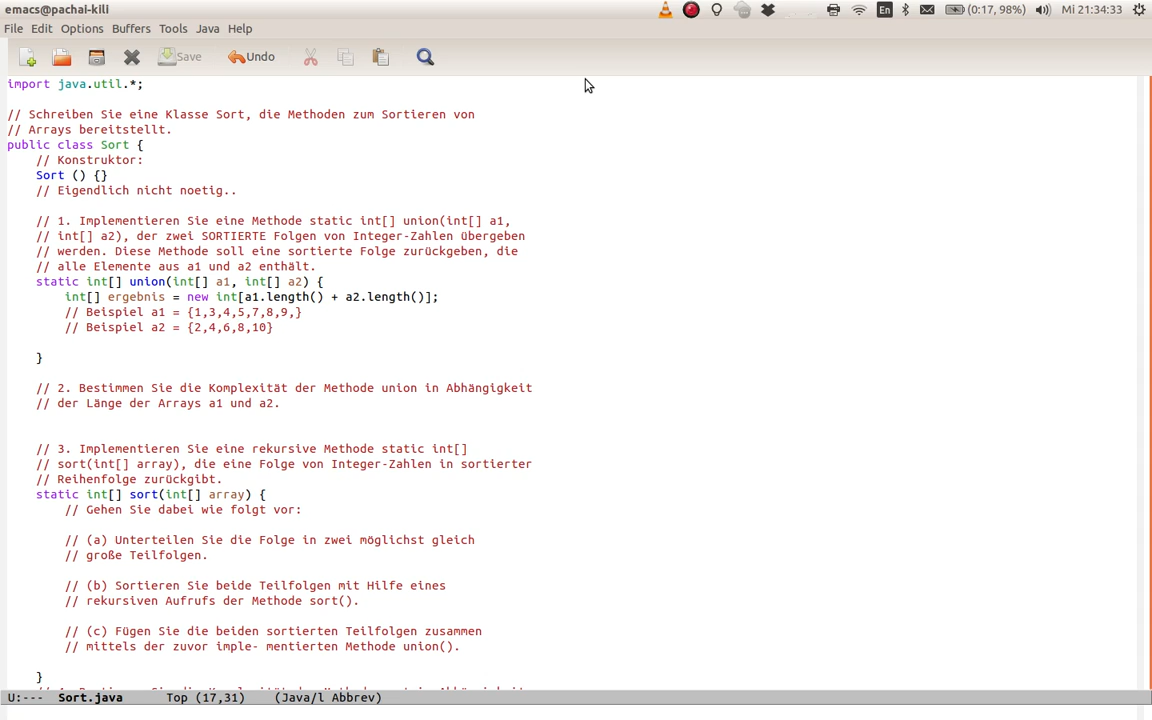 emacs@pachai-kili
En
(0:17, 98%)
Mi 21:34:33
File Edit Options Buffers Tools Java Help
Save
Undo
import java.util.*;
// Schreiben Sie eine Klasse Sort, die Methoden zum Sortieren von
// Arrays bereitstellt.
public class Sort {
// Konstruktor:
Sort () {}
// Eigendlich nicht noetig..
// 1. Implementieren Sie eine Methode static int[] union(int[] a1,
// int[] a2), der zwei SORTIERTE Folgen von Integer-Zahlen übergeben
// werden. Diese Methode soll eine sortierte Folge zurückgeben, die
// alle Elemente aus a1 und a2 enthält.
static int[] union(int[] a1, int[] a2) {
int[] ergebnis = new int[a1.length() + a2.length()];
// Beispiel a1 = {1,3,4,5,7,8,9,}
// Beispiel a2 = {2,4,6,8,10}
}
// 2. Bestimmen Sie die Komplexität der Methode union in Abhängigkeit
// der Länge der Arrays a1 und a2.
// 3. Implementieren Sie eine rekursive Methode static int[]
// sort(int[] array), die eine Folge von Integer-Zahlen in sortierter
// Reihenfolge zurückgibt.
static int[] sort(int[] array) {
// Gehen Sie dabei wie folgt vor:
// (a) Unterteilen Sie die Folge in zwei möglichst gleich
// große Teilfolgen.
// (b) Sortieren Sie beide Teilfolgen mit Hilfe eines
// rekursiven Aufrufs der Methode sort().
// (c) Fügen Sie die beiden sortierten Teilfolgen zusammen
// mittels der zuvor imple- mentierten Methode union().
}
U:--- Sort.java Top (17,31) (Java/l Abbrev)